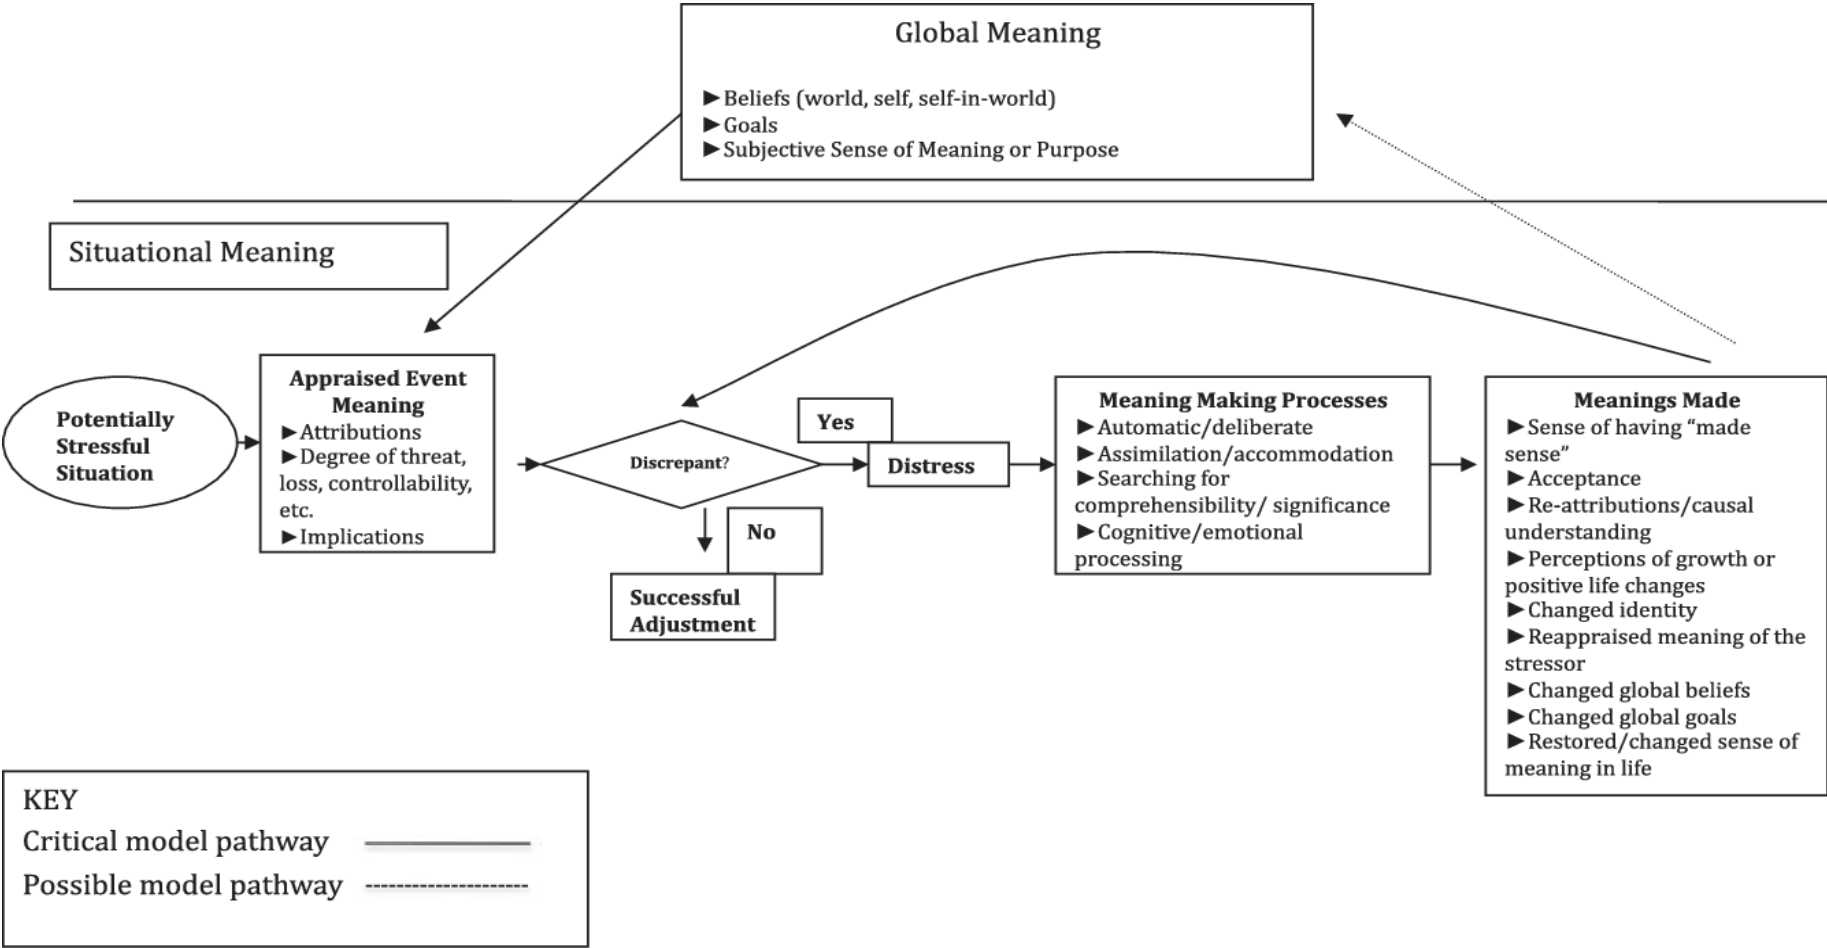 Global Meaning
►Beliefs (world, self, self-in-world)
►Goals
►Subjective Sense of Meaning or Purpose
Situational Meaning
Potentially
Stressful
Situation
Appraised Event
Meaning
►Attributions
►Degree of threat,
loss, controllability,
etc.
►Implications
Discrepant?
Yes
Distress
No
Successful
Adjustment
Meaning Making Processes
►Automatic/deliberate
►Assimilation/accommodation
►Searching for
comprehensibility/ significance
►Cognitive/emotional
processing
Meanings Made
►Sense of having “made
sense”
►Acceptance
►Re-attributions/causal
understanding
►Perceptions of growth or
positive life changes
►Changed identity
►Reappraised meaning of the
stressor
►Changed global beliefs
►Changed global goals
►Restored/changed sense of
meaning in life
KEY
Critical model pathway
Possible model pathway